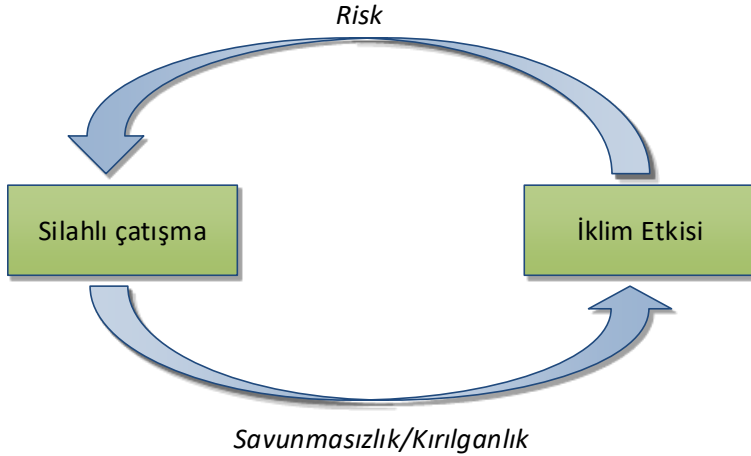 Risk
Silahlı çatışma
İklim Etkisi
Savunmasızlık/Kırılganlık